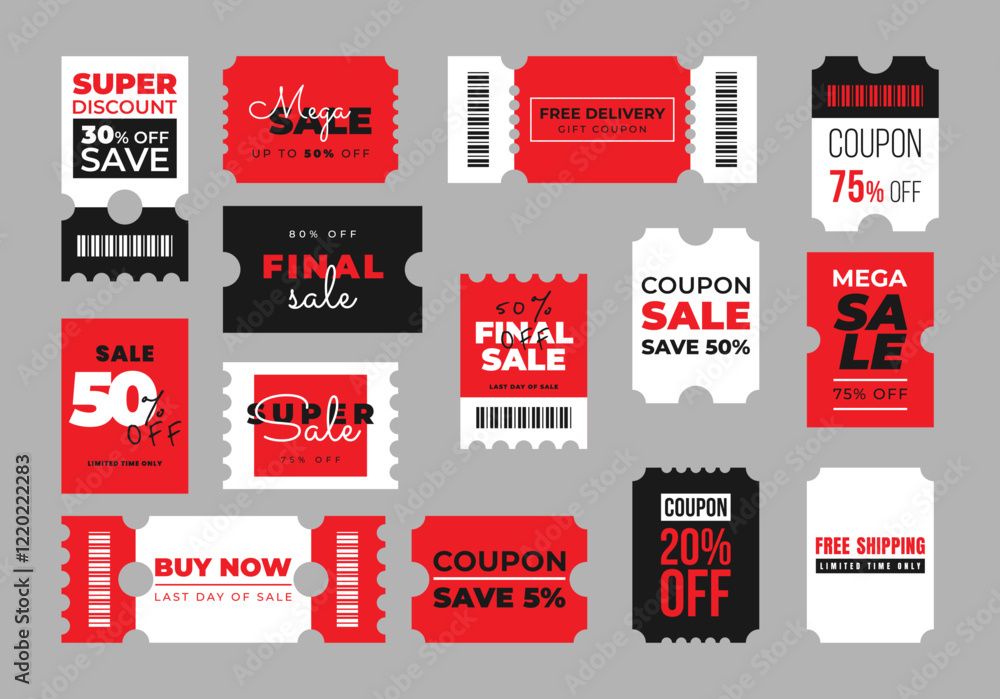 SUPER
DISCOUNT
30% OFF
SAVE
Mega
SALE
UP TO 50% OFF
FREE DELIVERY
GIFT COUPON
COUPON
75% OFF
80% OFF
FINAL
sale
COUPON
SALE
SAVE 50%
MEGA
SA
LE
75% OFF
50%
OFF
FINAL
SALE
LAST DAY OF SALE
SALE
50%
OFF
LIMITED TIME ONLY
SUPER
Sale
75% OFF
COUPON
20%
OFF
FREE SHIPPING
LIMITED TIME ONLY
BUY NOW
LAST DAY OF SALE
COUPON
SAVE 5%
Adobe Stock | #1220222283